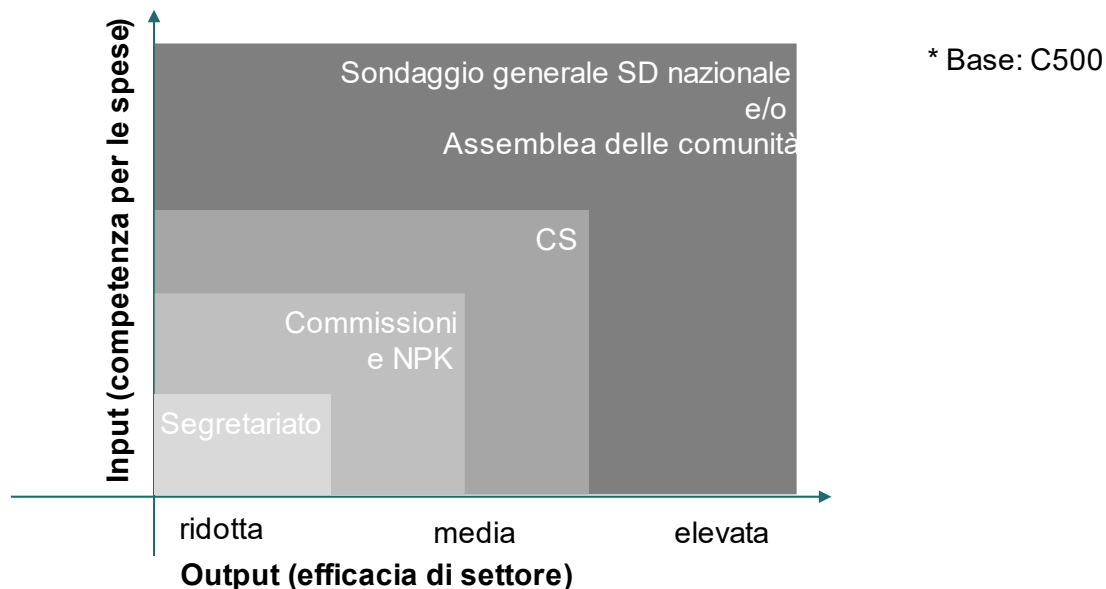 Input (competenza per le spese)
Sondaggio generale SD nazionale
e/o
Assemblea delle comunità
* Base: C500
CS
Commissioni
e NPK
Segretariato
ridotta
media
elevata
Output (efficacia di settore)